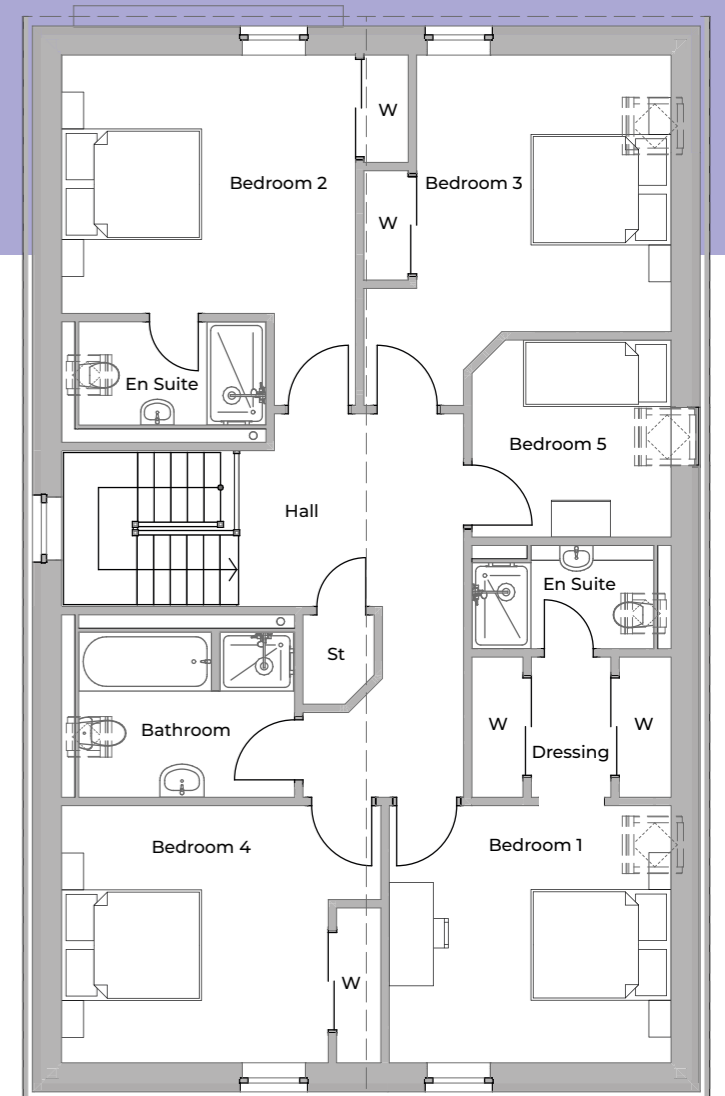 W
Bedroom 2
Bedroom 3
W
En Suite
Bedroom 5
Hall
En Suite
St
W
W
Bathroom
Dressing
Bedroom 4
Bedroom 1
W